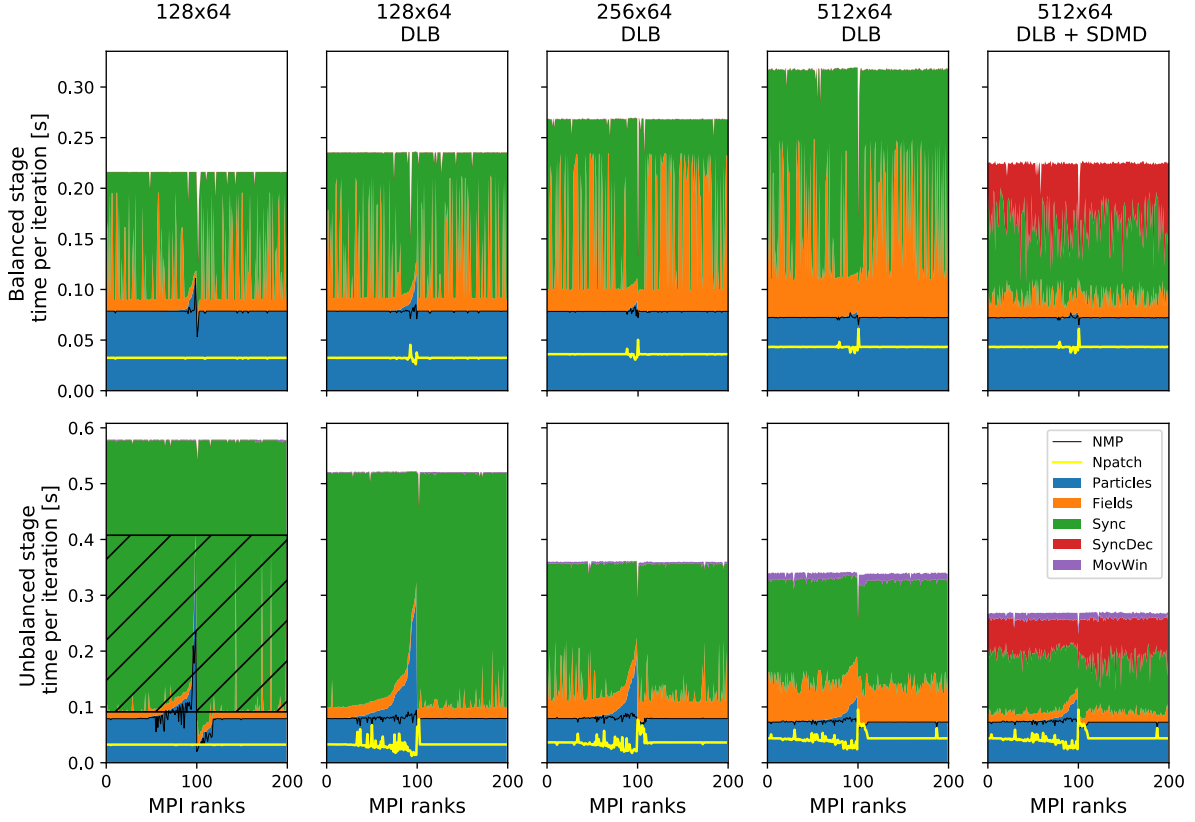 128x64
128x64
DLB
256x64
DLB
512x64
DLB
512x64
DLB + SDMD
Balanced stage
time per iteration [s]
0.30
0.25
0.20
0.15
0.10
0.05
0.00
Unbalanced stage
time per iteration [s]
0.6
0.5
0.4
0.3
0.2
0.1
0.0
NMP
Npatch
Particles
Fields
Sync
SyncDec
MovWin
0 100 200
0 100 200
0 100 200
0 100 200
0 100 200
MPI ranks
MPI ranks
MPI ranks
MPI ranks
MPI ranks